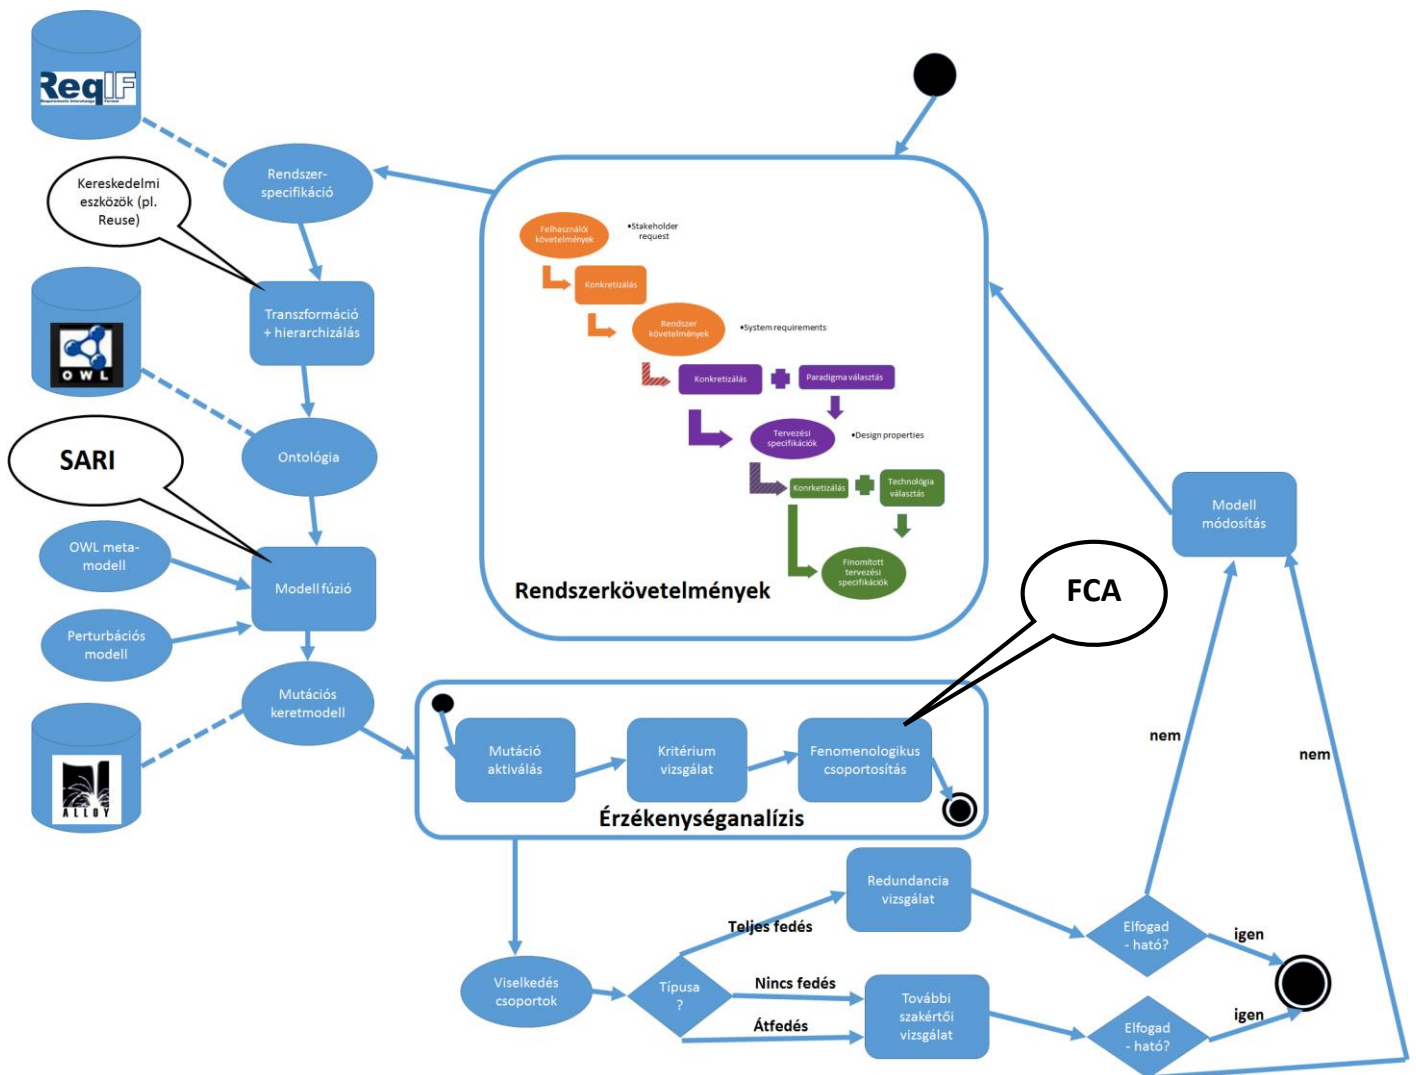 ReqIF
Requirements Interchange Format
Rendszer-
specifikáció
Kereskedelmi
eszközök (pl.
Reuse)
Transzformáció
+ hierarchizálás
OWL
Ontológia
SARI
OWL meta-
modell
Modell fúzió
Perturbációs
modell
Mutációs
keretmodell
ALLOY
Felhasználói
követelmények
•Stakeholder
request
Konkretizálás
Rendszer
követelmények
•System requirements
Konkretizálás
Paradigma választás
Tervezési
specifikációk
•Design properties
Konrketizálás
Technológia
választás
Finomított
tervezési
specifikációk
Rendszerkövetelmények
FCA
Modell
módosítás
Mutáció
aktiválás
Kritérium
vizsgálat
Fenomenologikus
csoportosítás
Érzékenységanalízis
nem
nem
Viselkedés
csoportok
Típusa
?
Teljes fedés
Nincs fedés
Átfedés
Redundancia
vizsgálat
További
szakértői
vizsgálat
Elfogad
- ható?
igen
Elfogad
- ható?
igen